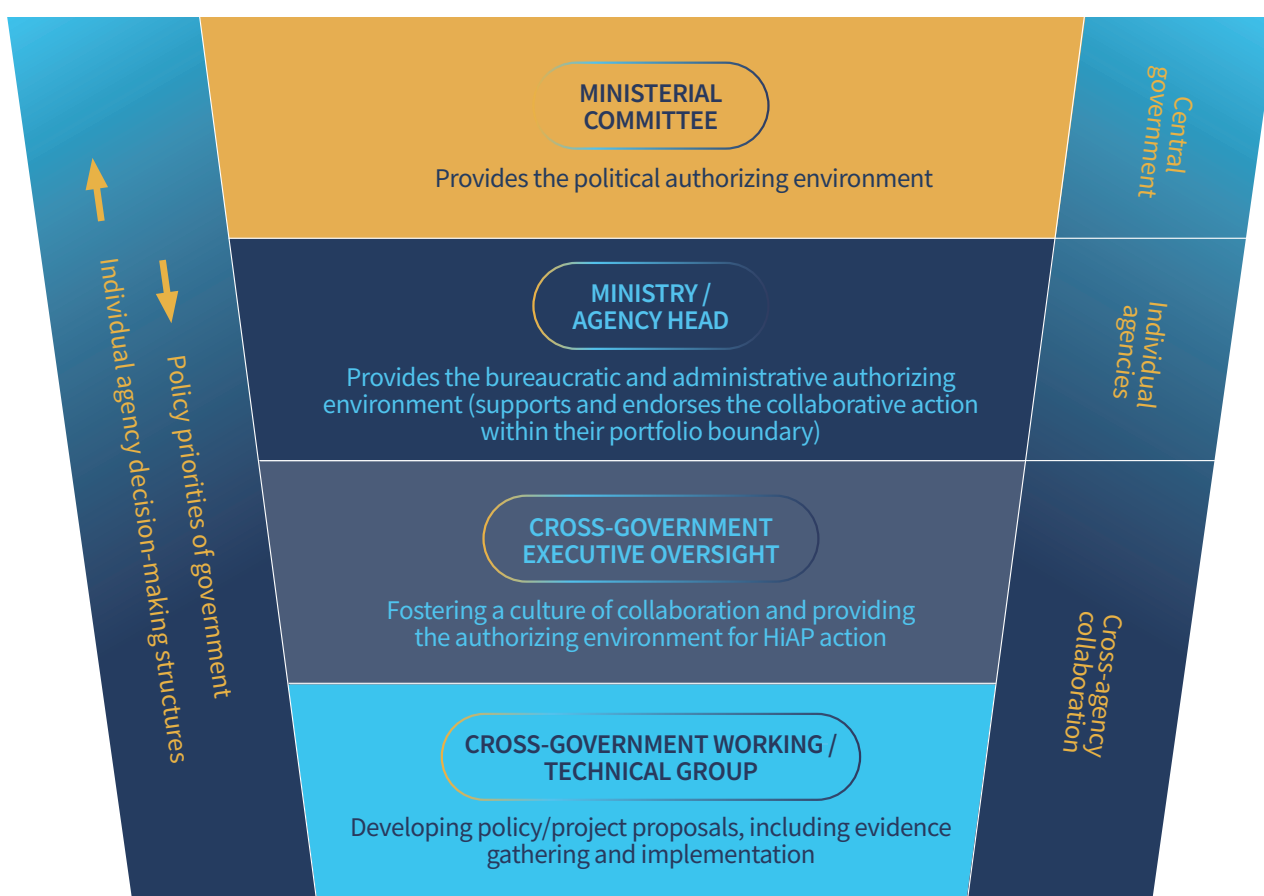 MINISTERIAL
COMMITTEE
Provides the political authorizing environment
Central
government
MINISTRY /
AGENCY HEAD
Provides the bureaucratic and administrative authorizing
environment (supports and endorses the collaborative action
within their portfolio boundary)
Individual
agencies
CROSS-GOVERNMENT
EXECUTIVE OVERSIGHT
Fostering a culture of collaboration and providing
the authorizing environment for HiAP action
CROSS-GOVERNMENT WORKING /
TECHNICAL GROUP
Developing policy/project proposals, including evidence
gathering and implementation
Cross-agency
collaboration
Individual agency decision-making structures
Policy priorities of government